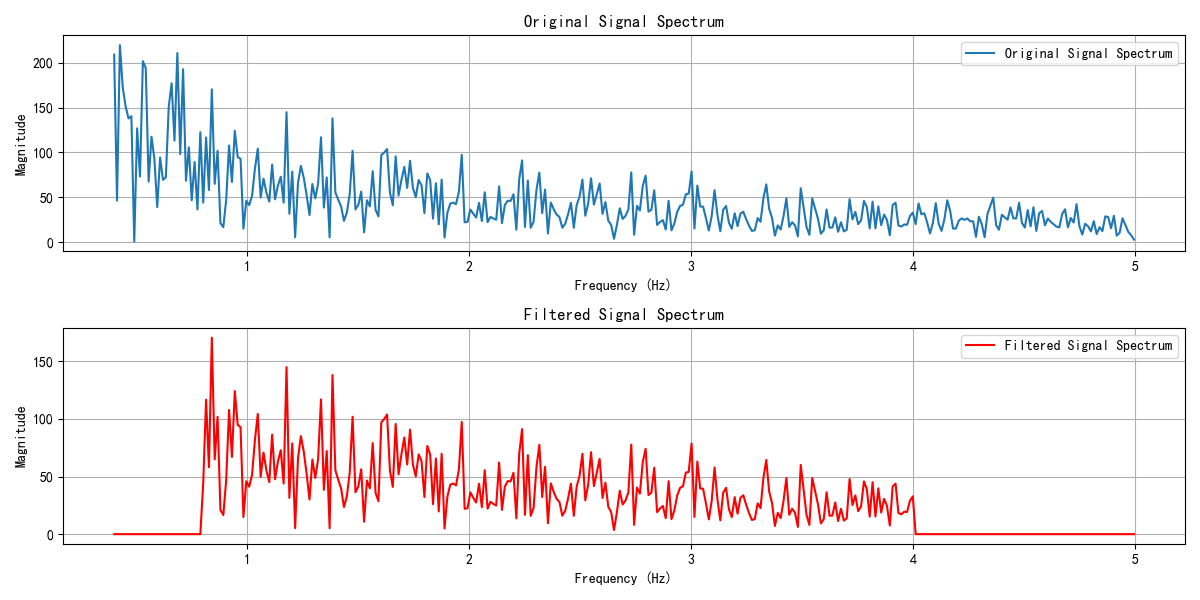 Original Signal Spectrum
Original Signal Spectrum
Magnitude
200
150
100
50
0
1 2 3 4 5
Frequency (Hz)
Filtered Signal Spectrum
Filtered Signal Spectrum
Magnitude
150
100
50
0
1 2 3 4 5
Frequency (Hz)